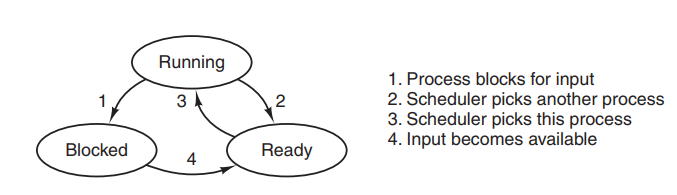 Running
1
3
2
Blocked
4
Ready
1. Process blocks for input
2. Scheduler picks another process
3. Scheduler picks this process
4. Input becomes available